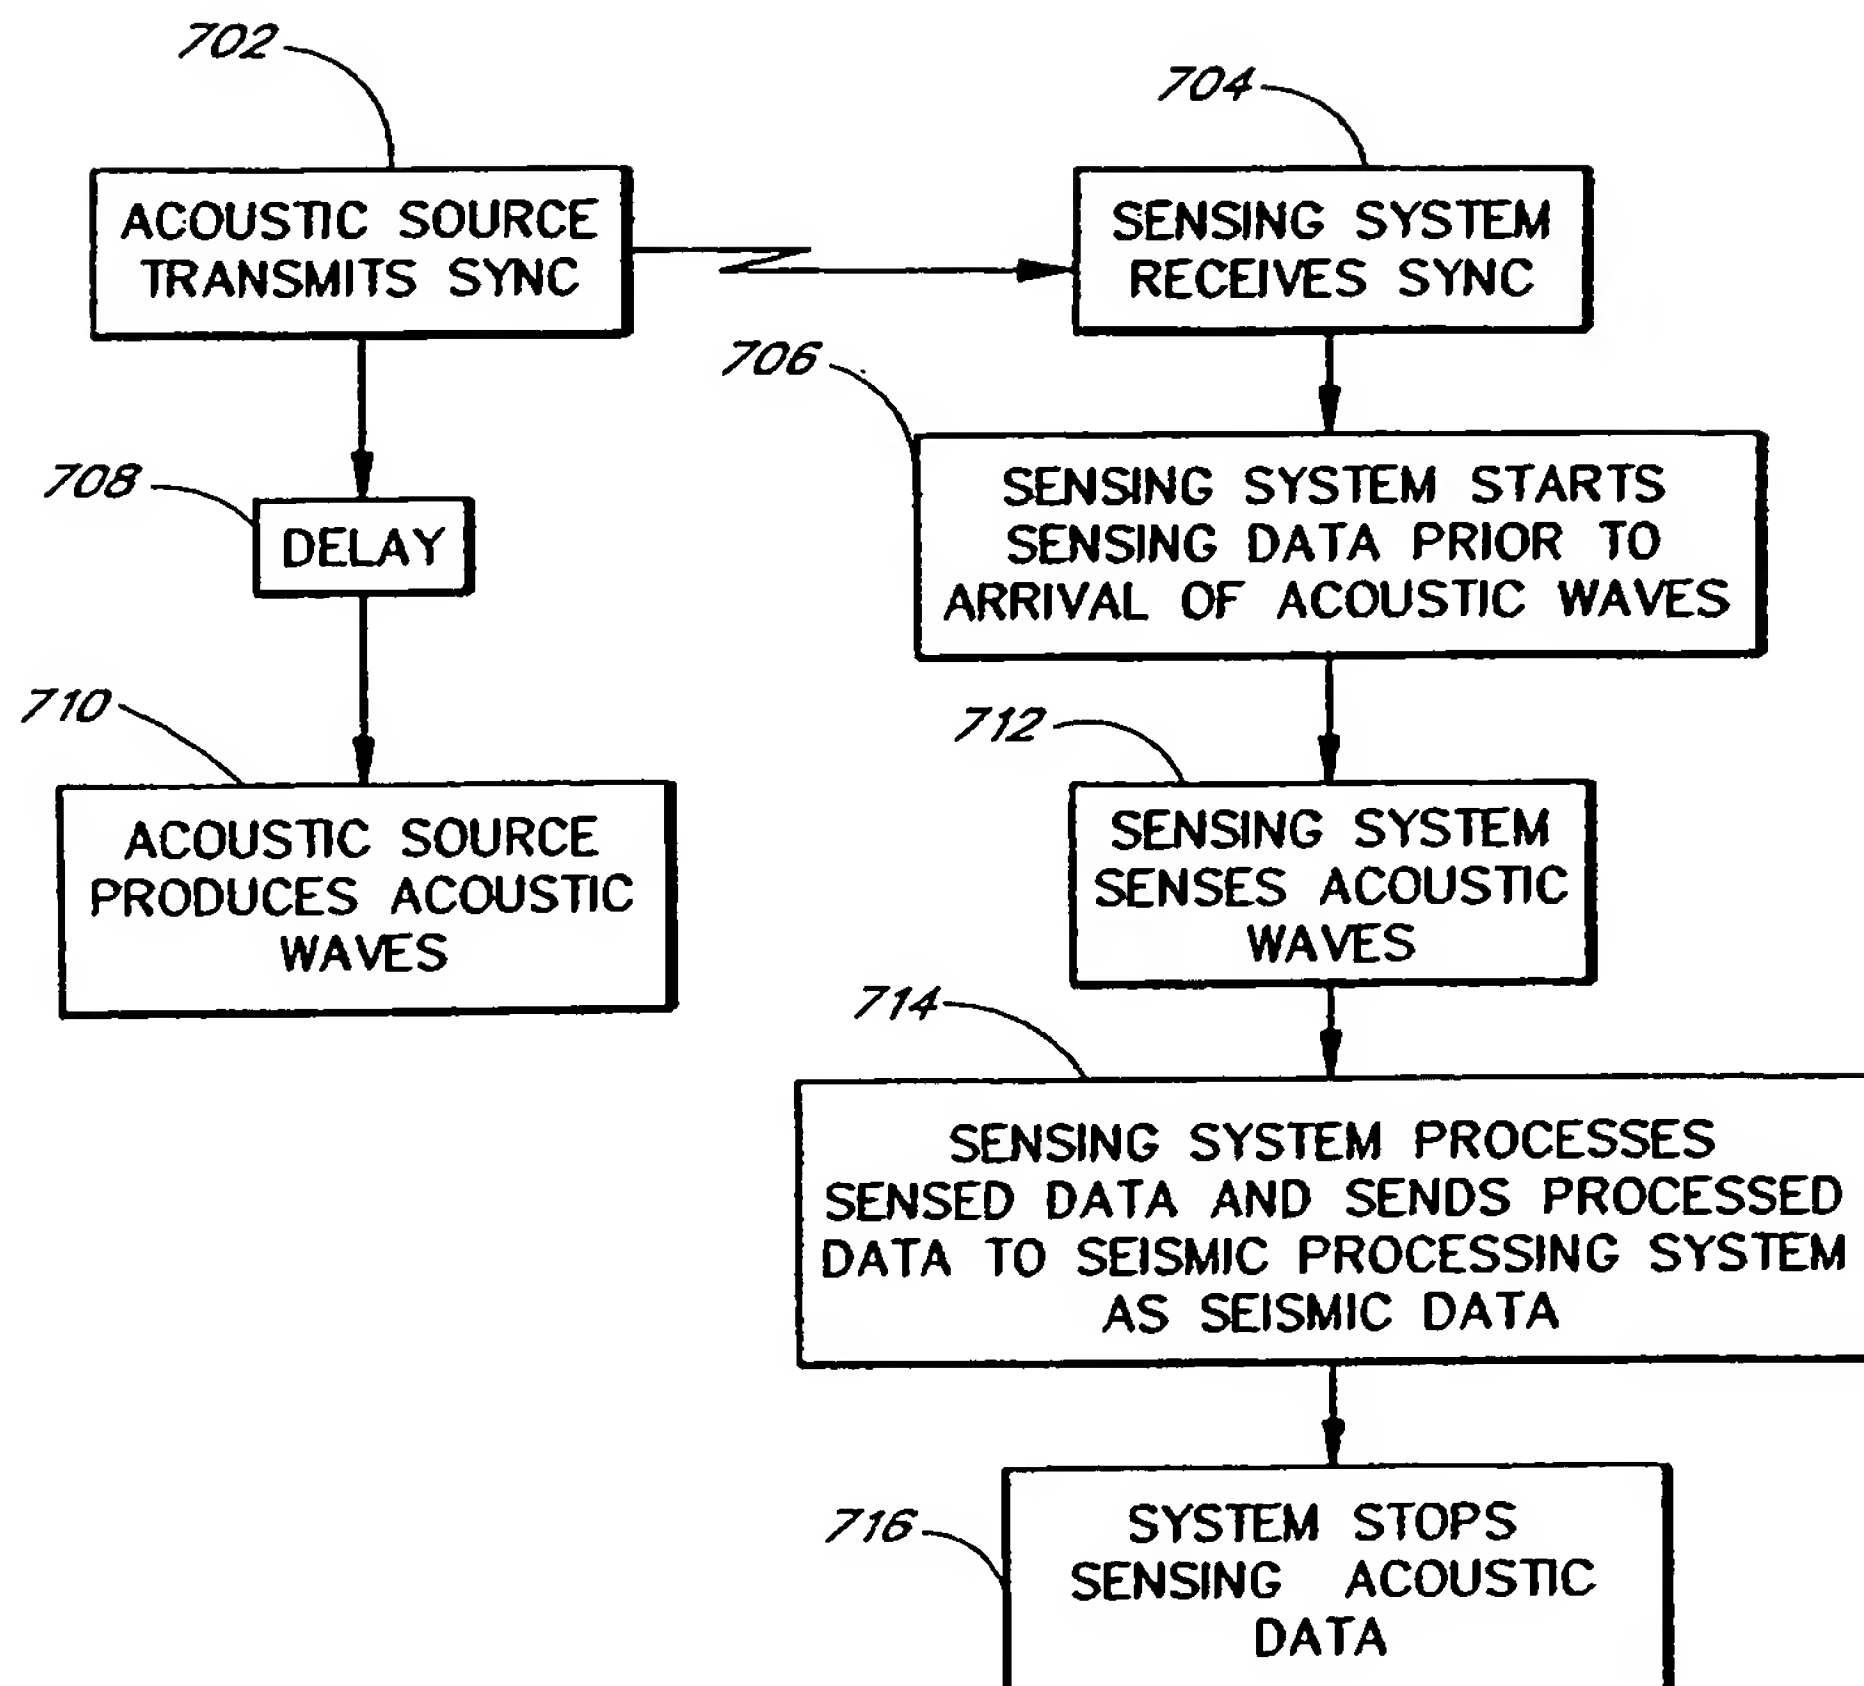 702
ACOUSTIC SOURCE
TRANSMITS SYNC
704
SENSING SYSTEM
RECEIVES SYNC
706
SENSING SYSTEM STARTS
SENSING DATA PRIOR TO
ARRIVAL OF ACOUSTIC WAVES
708
DELAY
710
ACOUSTIC SOURCE
PRODUCES ACOUSTIC
WAVES
712
SENSING SYSTEM
SENSES ACOUSTIC
WAVES
714
SENSING SYSTEM PROCESSES
SENSED DATA AND SENDS PROCESSED
DATA TO SEISMIC PROCESSING SYSTEM
AS SEISMIC DATA
716
SYSTEM STOPS
SENSING ACOUSTIC
DATA